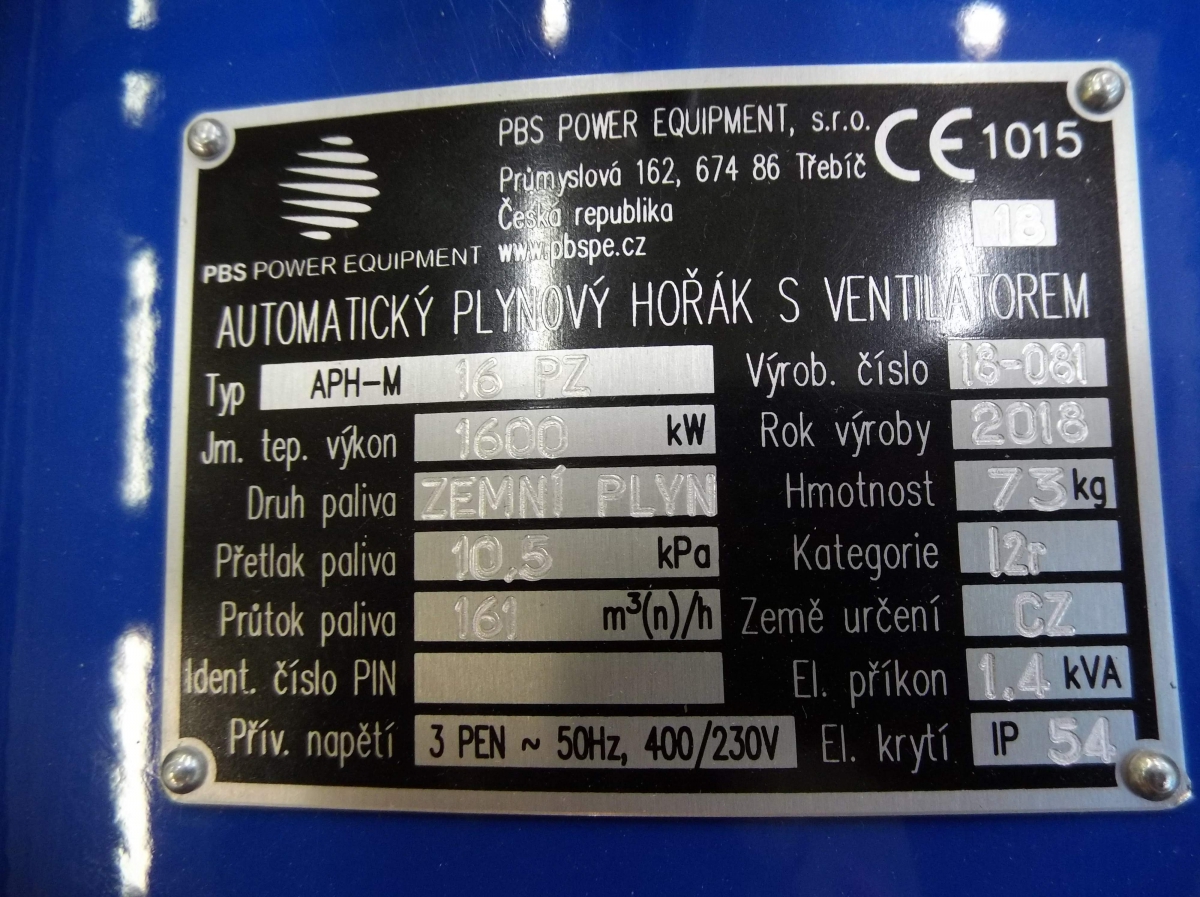 PBS POWER EQUIPMENT
PBS POWER EQUIPMENT, s.r.o.
Průmyslová 162, 674 86 Třebíč
Česká republika
www.pbspe.cz
CE 1015
18
AUTOMATICKÝ PLYNOVÝ HOŘÁK S VENTILÁTOREM
Typ APH-M 16 PZ
Jm. tep. výkon 1600 kW
Druh paliva ZEMNÍ PLYN
Přetlak paliva 10,5 kPa
Průtok paliva 161 m³(n)/h
Ident. číslo PIN
Přív. napětí 3 PEN ~ 50Hz, 400/230V
Výrob. číslo 18-081
Rok výroby 2018
Hmotnost 73 kg
Kategorie I2r
Země určení CZ
El. příkon 1,4 kVA
El. krytí IP 54